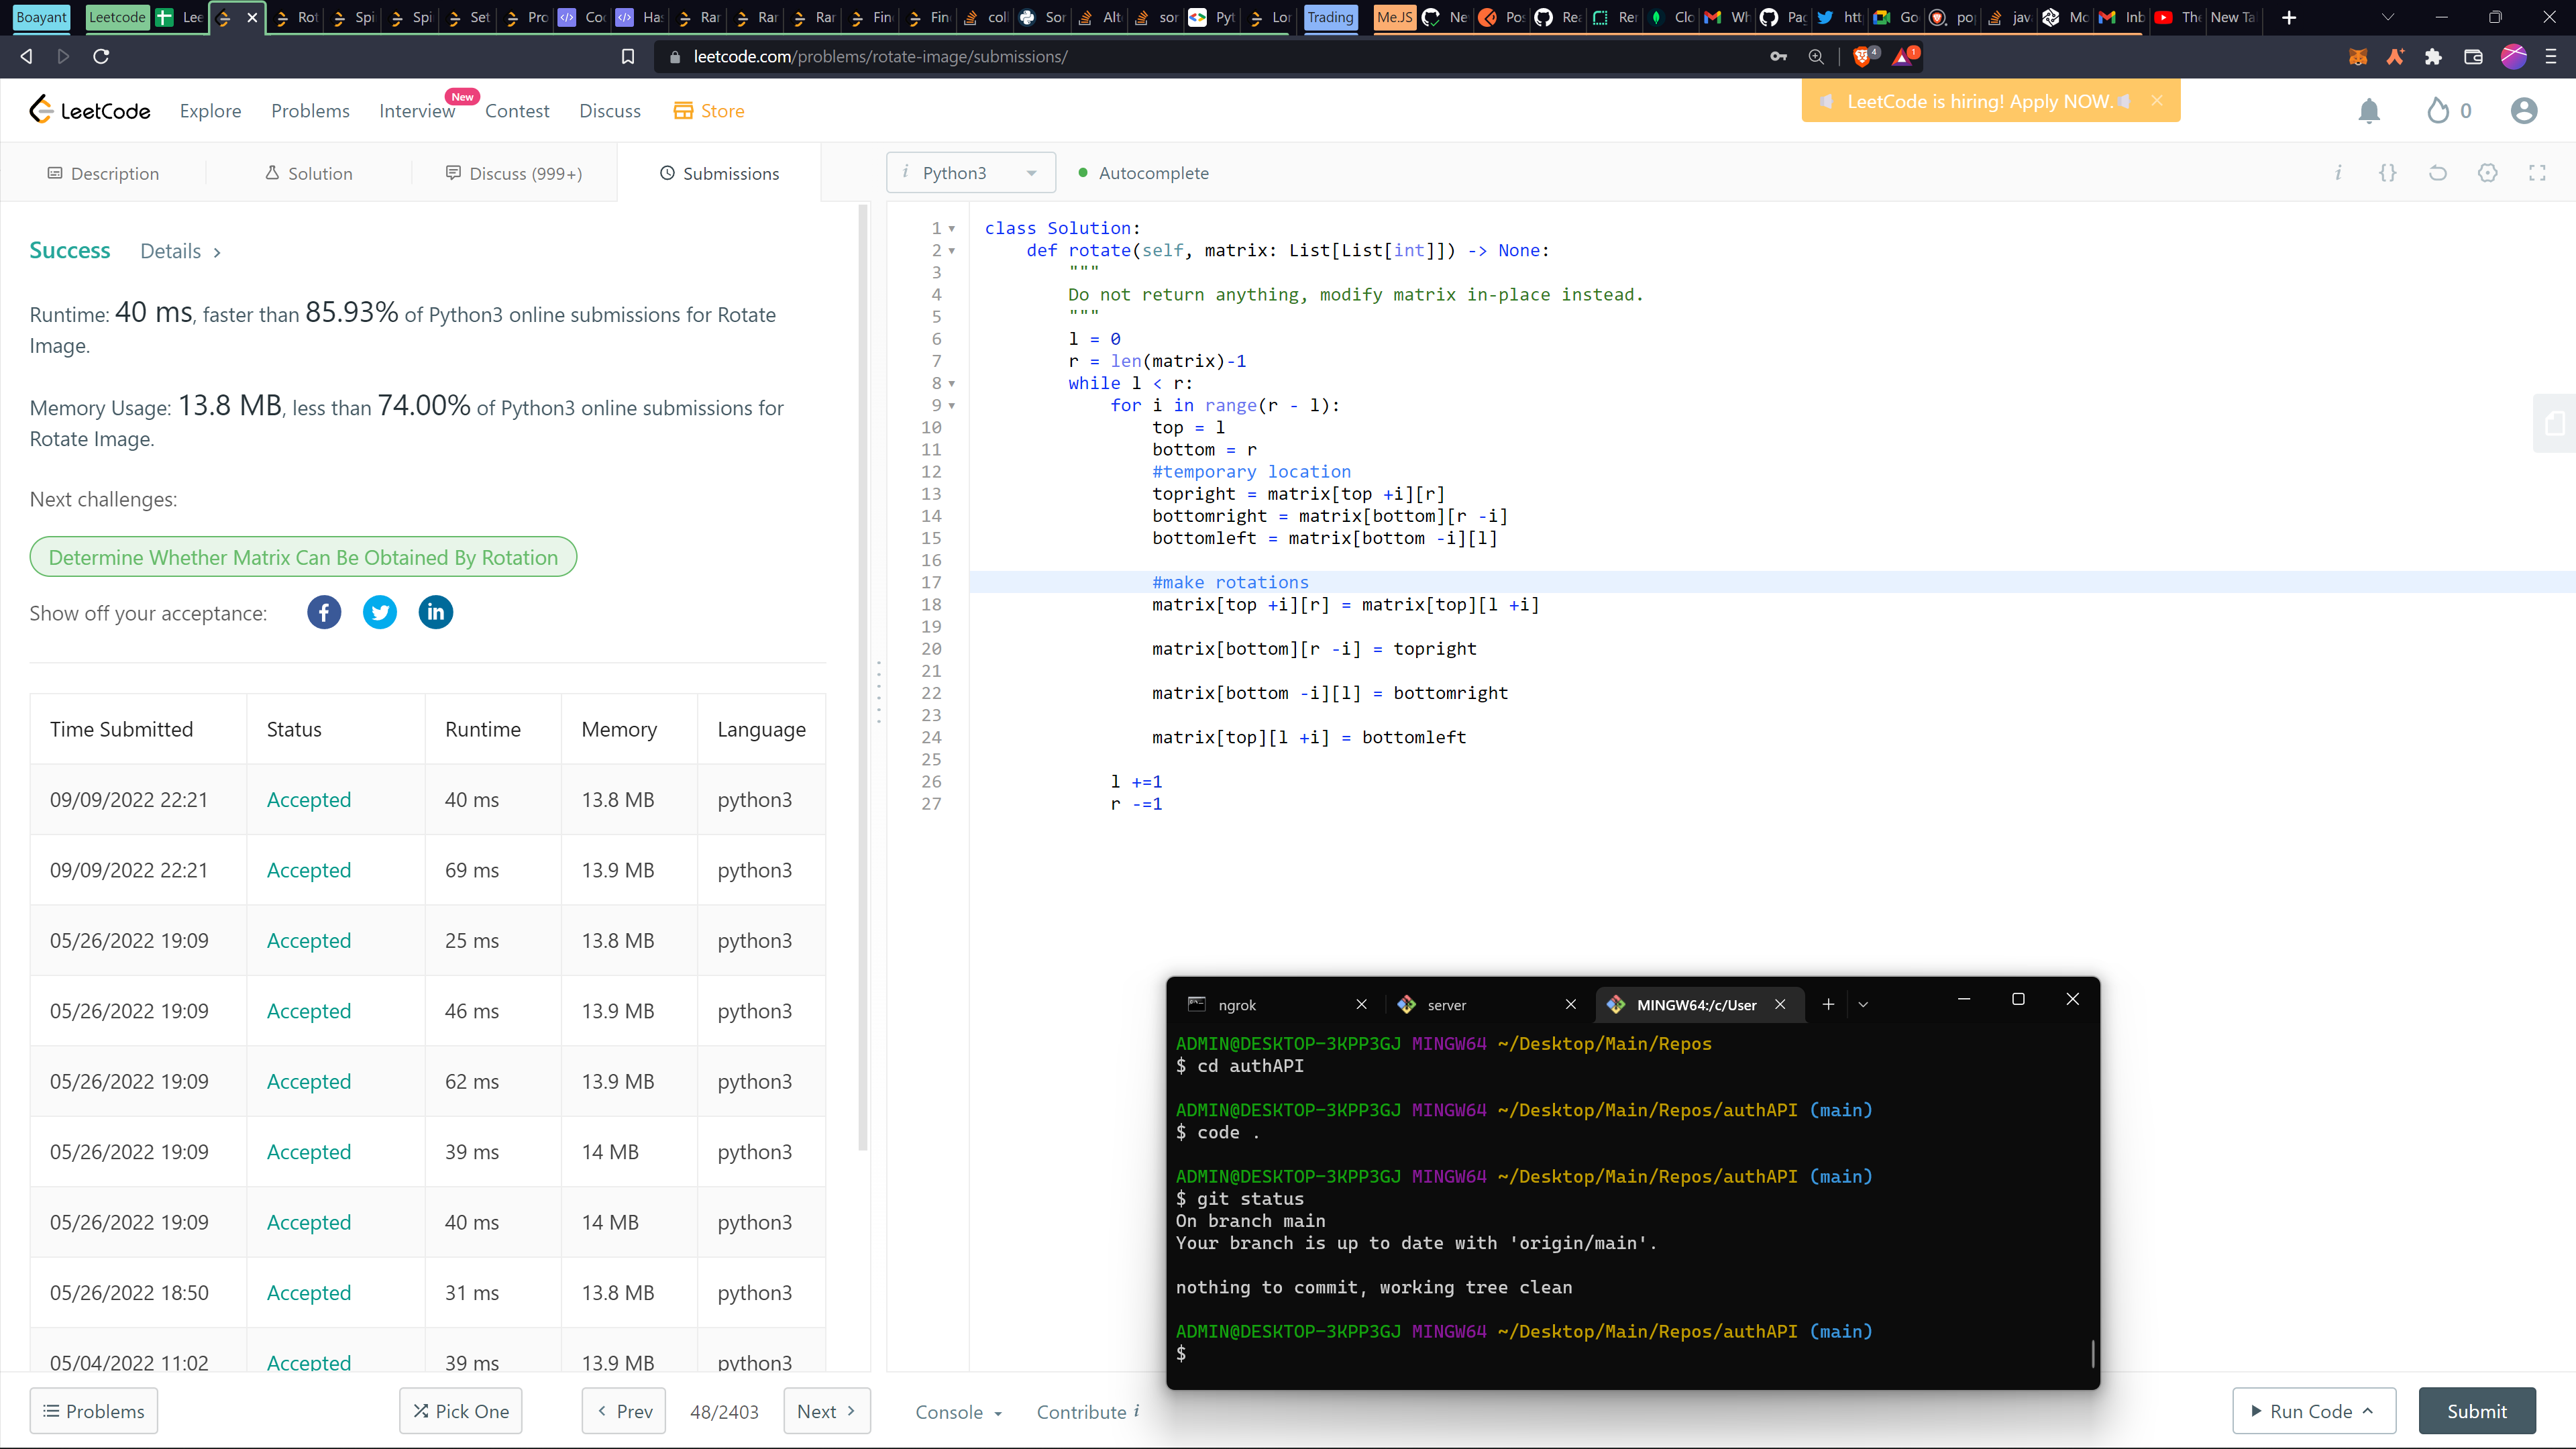 Boayant Leetcode Lee Rot Spi Spi Set Pro Co Ha Rar Rar Rar Fin Fin coll Sor Alt sor Pyt Lor Trading MeJS Ne Pos Rea Rer Clo Wh Pag htt Go po jav Mo Inb The New Ta
leetcode.com/problems/rotate-image/submissions/
4 1
LeetCode Explore Problems Interview New Contest Discuss Store
LeetCode is hiring! Apply NOW.
0
Description Solution Discuss (999+) Submissions
i Python3 Autocomplete
i {}
Success Details >
Runtime: 40 ms, faster than 85.93% of Python3 online submissions for Rotate
Image.
Memory Usage: 13.8 MB, less than 74.00% of Python3 online submissions for
Rotate Image.
Next challenges:
Determine Whether Matrix Can Be Obtained By Rotation
Show off your acceptance:
Time Submitted Status Runtime Memory Language
09/09/2022 22:21 Accepted 40 ms 13.8 MB python3
09/09/2022 22:21 Accepted 69 ms 13.9 MB python3
05/26/2022 19:09 Accepted 25 ms 13.8 MB python3
05/26/2022 19:09 Accepted 46 ms 13.9 MB python3
05/26/2022 19:09 Accepted 62 ms 13.9 MB python3
05/26/2022 19:09 Accepted 39 ms 14 MB python3
05/26/2022 19:09 Accepted 40 ms 14 MB python3
05/26/2022 18:50 Accepted 31 ms 13.8 MB python3
05/04/2022 11:02 Accepted 39 ms 13.9 MB python3
1 class Solution:
2 def rotate(self, matrix: List[List[int]]) -> None:
3 """
4 Do not return anything, modify matrix in-place instead.
5 """
6 l = 0
7 r = len(matrix)-1
8 while l < r:
9 for i in range(r - l):
10 top = l
11 bottom = r
12 #temporary location
13 topright = matrix[top +i][r]
14 bottomright = matrix[bottom][r -i]
15 bottomleft = matrix[bottom -i][l]
16
17 #make rotations
18 matrix[top +i][r] = matrix[top][l +i]
19
20 matrix[bottom][r -i] = topright
21
22 matrix[bottom -i][l] = bottomright
23
24 matrix[top][l +i] = bottomleft
25
26 l +=1
27 r -=1
ngrok server MINGW64:/c/User
ADMIN@DESKTOP-3KPP3GJ MINGW64 ~/Desktop/Main/Repos
$ cd authAPI
ADMIN@DESKTOP-3KPP3GJ MINGW64 ~/Desktop/Main/Repos/authAPI (main)
$ code .
ADMIN@DESKTOP-3KPP3GJ MINGW64 ~/Desktop/Main/Repos/authAPI (main)
$ git status
On branch main
Your branch is up to date with 'origin/main'.
nothing to commit, working tree clean
ADMIN@DESKTOP-3KPP3GJ MINGW64 ~/Desktop/Main/Repos/authAPI (main)
$
Problems Pick One < Prev 48/2403 Next > Console Contribute i Run Code Submit